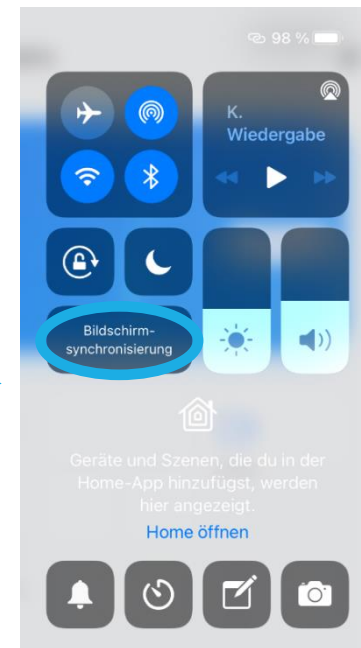 98 %
K.
Wiedergabe
Bildschirm-
synchronisierung
Geräte und Szenen, die du in der
Home-App hinzufügst, werden
hier angezeigt.
Home öffnen